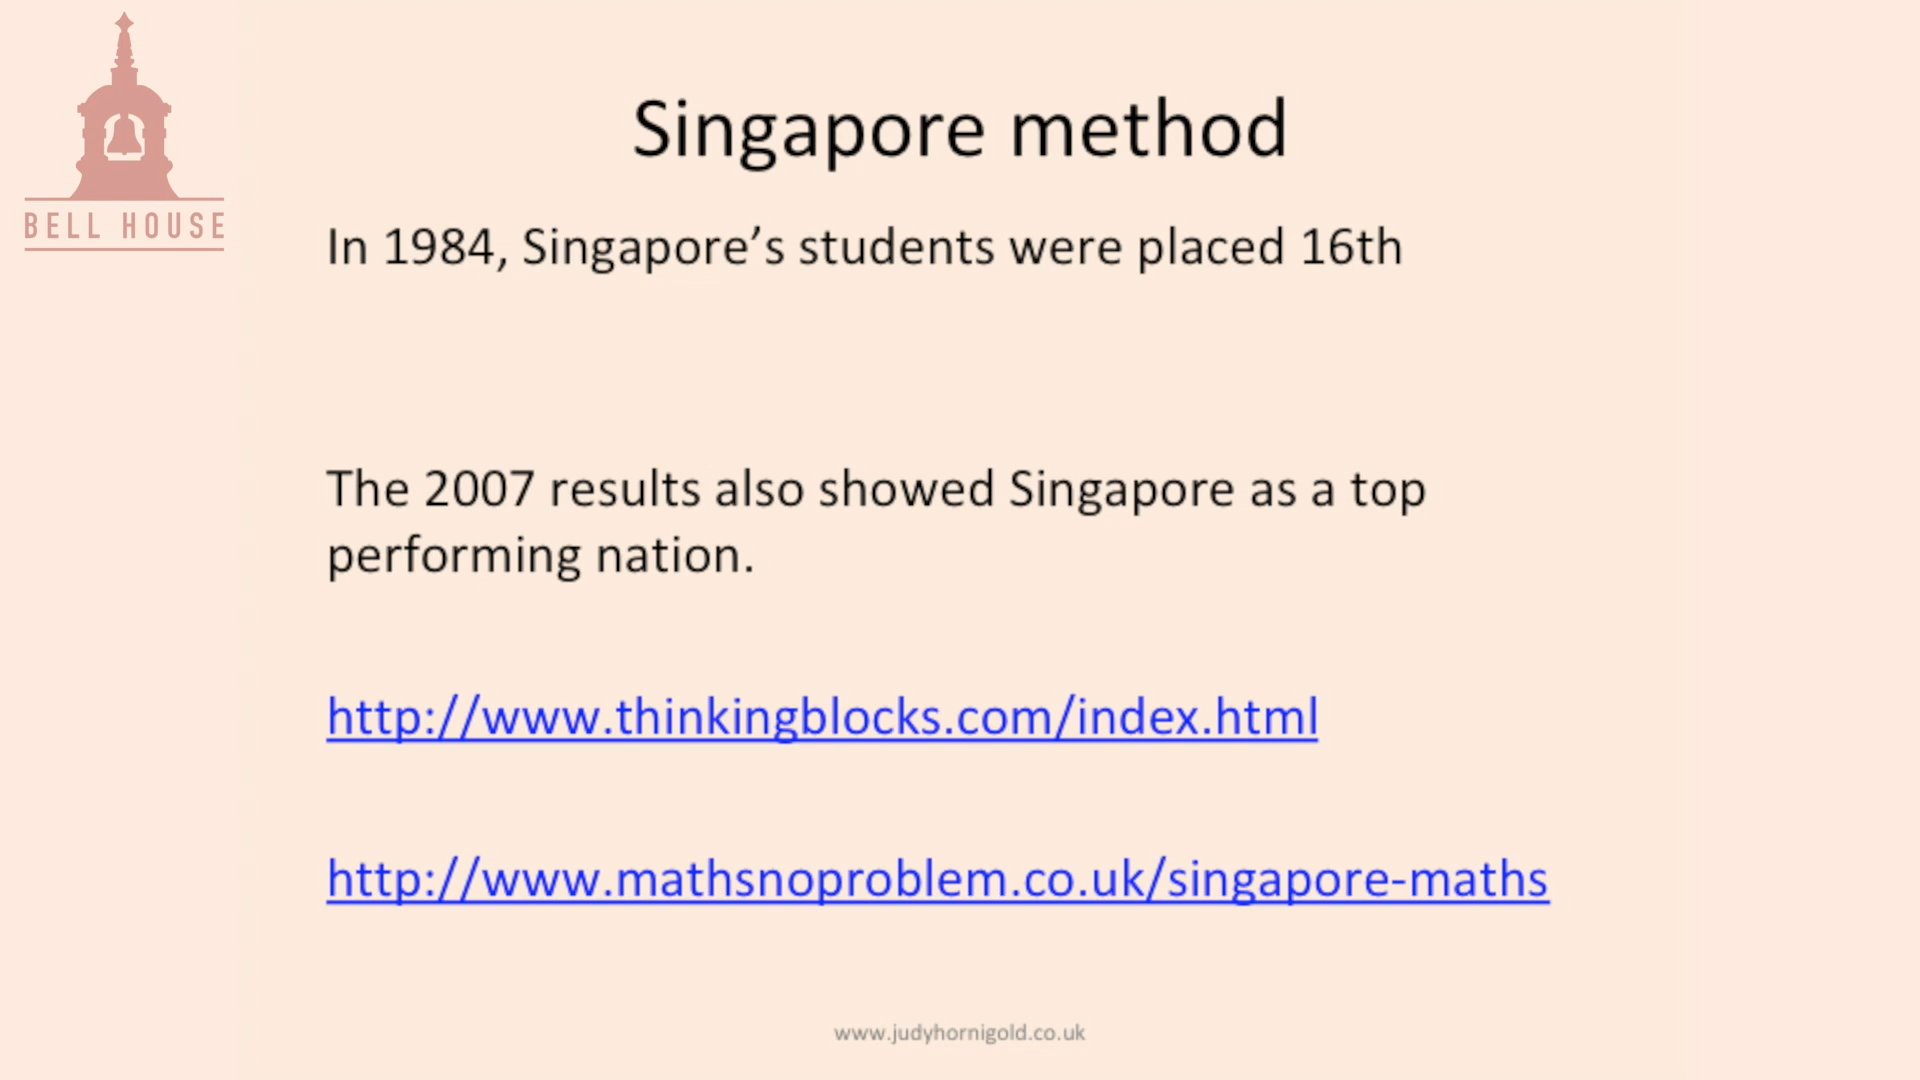 BELL HOUSE
Singapore method
In 1984, Singapore’s students were placed 16th
The 2007 results also showed Singapore as a top
performing nation.
http://www.thinkingblocks.com/index.html
http://www.mathsnoproblem.co.uk/singapore-maths
www.judyhornigold.co.uk